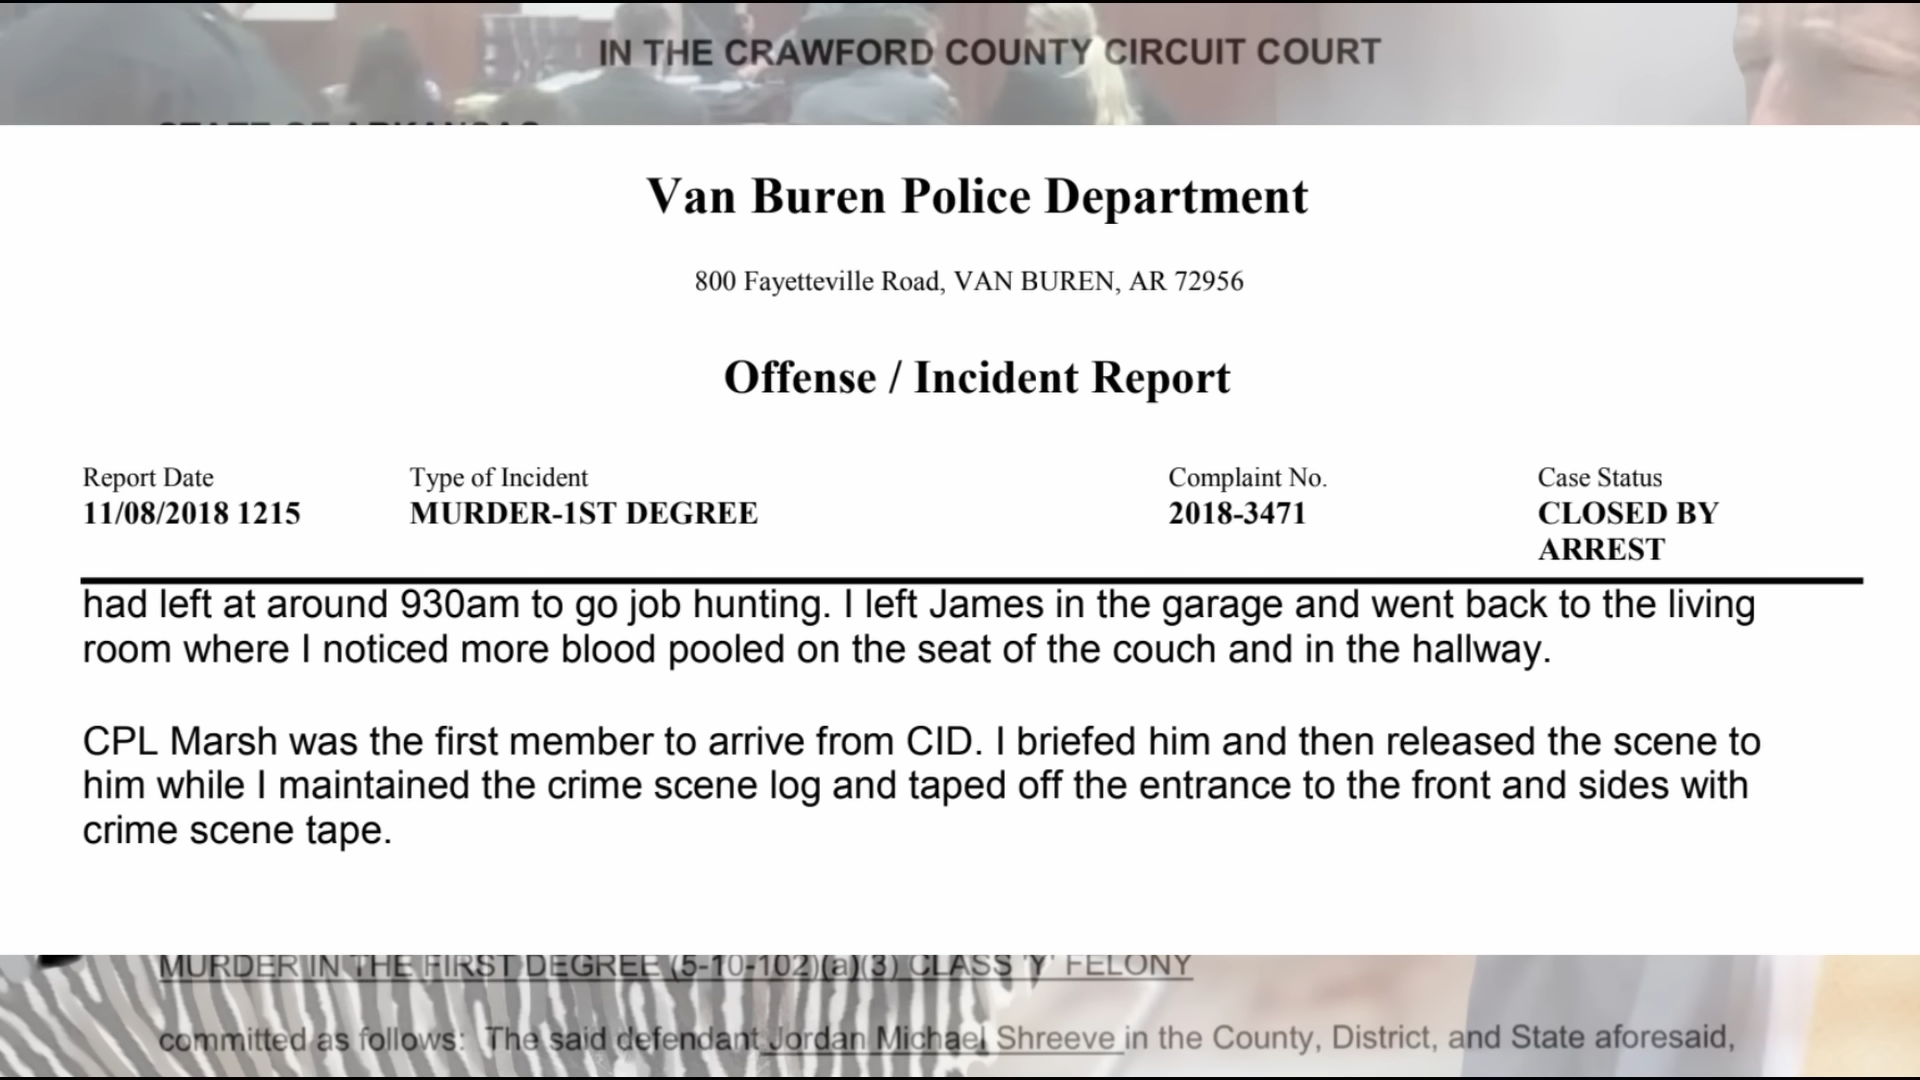 IN THE CRAWFORD COUNTY CIRCUIT COURT
STATE OF ARKANSAS
Van Buren Police Department
800 Fayetteville Road, VAN BUREN, AR 72956
Offense / Incident Report
Report Date Type of Incident Complaint No. Case Status
11/08/2018 1215 MURDER-1ST DEGREE 2018-3471 CLOSED BY
ARREST
had left at around 930am to go job hunting. I left James in the garage and went back to the living
room where I noticed more blood pooled on the seat of the couch and in the hallway.
CPL Marsh was the first member to arrive from CID. I briefed him and then released the scene to
him while I maintained the crime scene log and taped off the entrance to the front and sides with
crime scene tape.
MURDER IN THE FIRST DEGREE (5-10-102)(a)(3) CLASS 'Y' FELONY
committed as follows: The said defendant Jordan Michael Shreeve in the County, District, and State aforesaid,